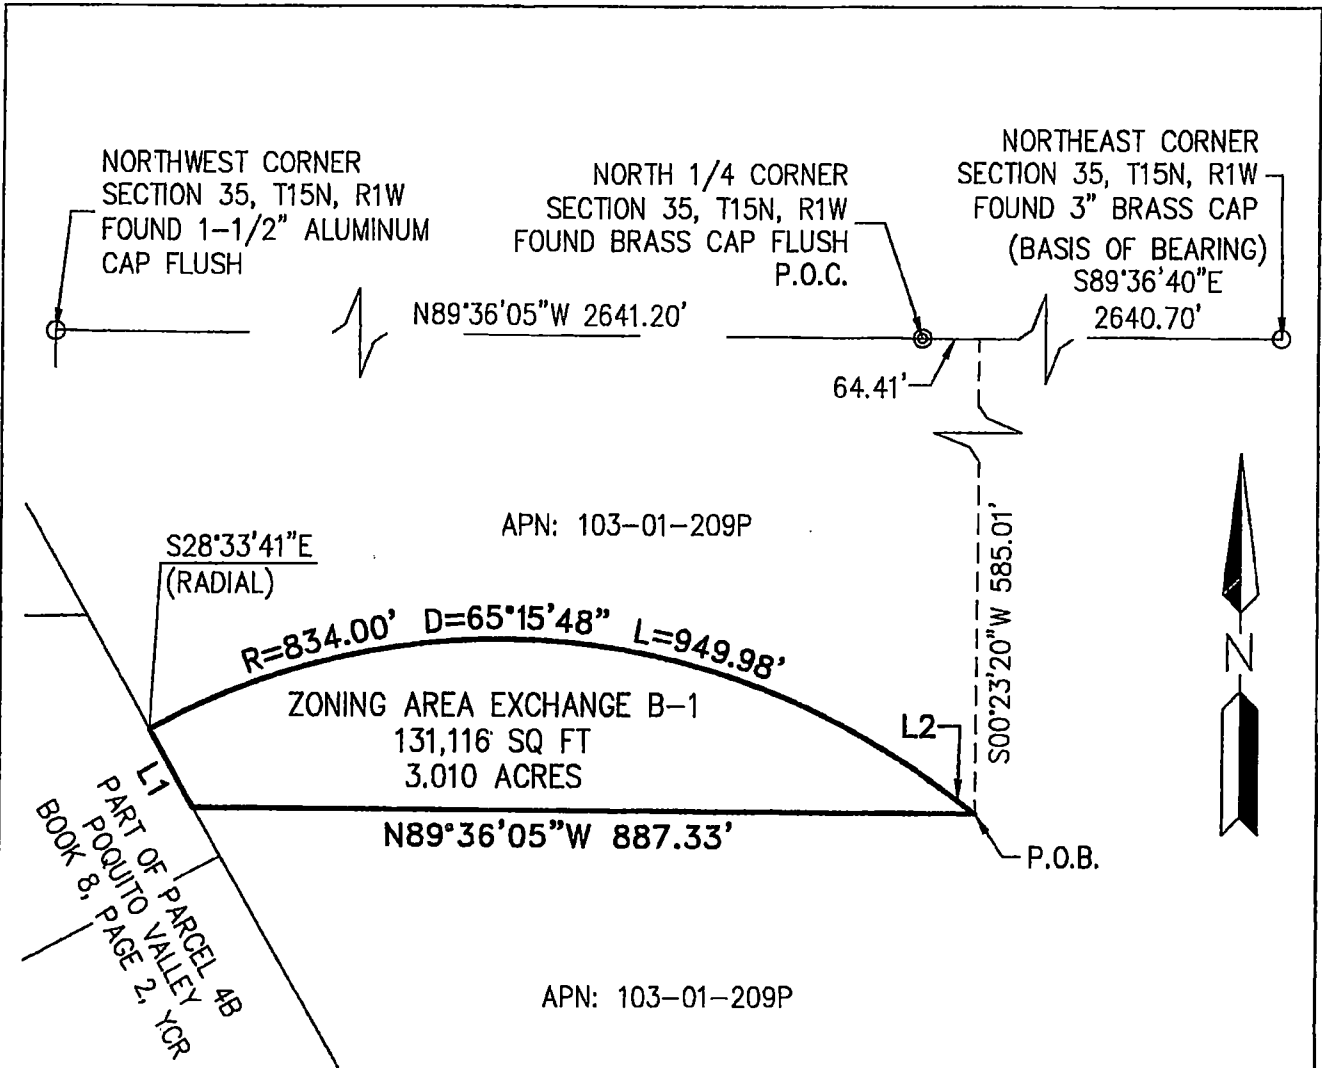 NORTHWEST CORNER
SECTION 35, T15N, R1W
FOUND 1-1/2" ALUMINUM
CAP FLUSH
NORTH 1/4 CORNER
SECTION 35, T15N, R1W
FOUND BRASS CAP FLUSH
P.O.C.
NORTHEAST CORNER
SECTION 35, T15N, R1W
FOUND 3" BRASS CAP
(BASIS OF BEARING)
S89°36'40"E
2640.70'
N89°36'05"W 2641.20'
64.41'
APN: 103-01-209P
S28°33'41"E
(RADIAL)
S00°23'20"W 585.01'
R=834.00' D=65°15'48" L=949.98'
ZONING AREA EXCHANGE B-1
131,116 SQ FT
3.010 ACRES
L2
L1
N89°36'05"W 887.33'
P.O.B.
N
PART OF PARCEL 4B
POQUITO VALLEY
BOOK 8, PAGE 2, YCR
APN: 103-01-209P